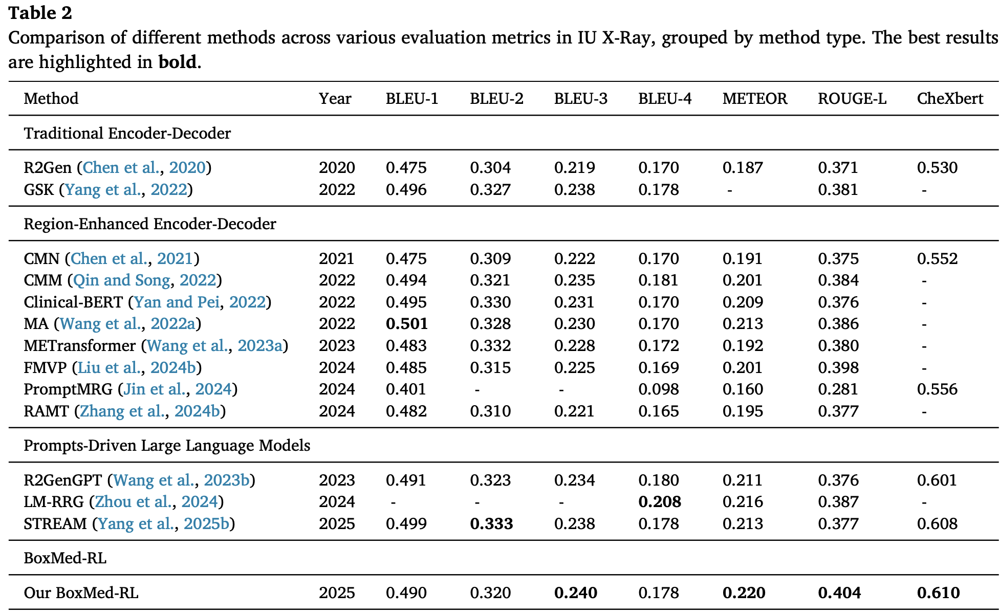 Table 2
Comparison of different methods across various evaluation metrics in IU X-Ray, grouped by method type. The best results
are highlighted in bold.
Method Year BLEU-1 BLEU-2 BLEU-3 BLEU-4 METEOR ROUGE-L CheXbert
Traditional Encoder-Decoder
R2Gen (Chen et al., 2020) 2020 0.475 0.304 0.219 0.170 0.187 0.371 0.530
GSK (Yang et al., 2022) 2022 0.496 0.327 0.238 0.178 - 0.381 -
Region-Enhanced Encoder-Decoder
CMN (Chen et al., 2021) 2021 0.475 0.309 0.222 0.170 0.191 0.375 0.552
CMM (Qin and Song, 2022) 2022 0.494 0.321 0.235 0.181 0.201 0.384 -
Clinical-BERT (Yan and Pei, 2022) 2022 0.495 0.330 0.231 0.170 0.209 0.376 -
MA (Wang et al., 2022a) 2022 0.501 0.328 0.230 0.170 0.213 0.386 -
METransformer (Wang et al., 2023a) 2023 0.483 0.332 0.228 0.172 0.192 0.380 -
FMVP (Liu et al., 2024b) 2024 0.485 0.315 0.225 0.169 0.201 0.398 -
PromptMRG (Jin et al., 2024) 2024 0.401 - - 0.098 0.160 0.281 0.556
RAMT (Zhang et al., 2024b) 2024 0.482 0.310 0.221 0.165 0.195 0.377 -
Prompts-Driven Large Language Models
R2GenGPT (Wang et al., 2023b) 2023 0.491 0.323 0.234 0.180 0.211 0.376 0.601
LM-RRG (Zhou et al., 2024) 2024 - - - 0.208 0.216 0.387 -
STREAM (Yang et al., 2025b) 2025 0.499 0.333 0.238 0.178 0.213 0.377 0.608
BoxMed-RL
Our BoxMed-RL 2025 0.490 0.320 0.240 0.178 0.220 0.404 0.610